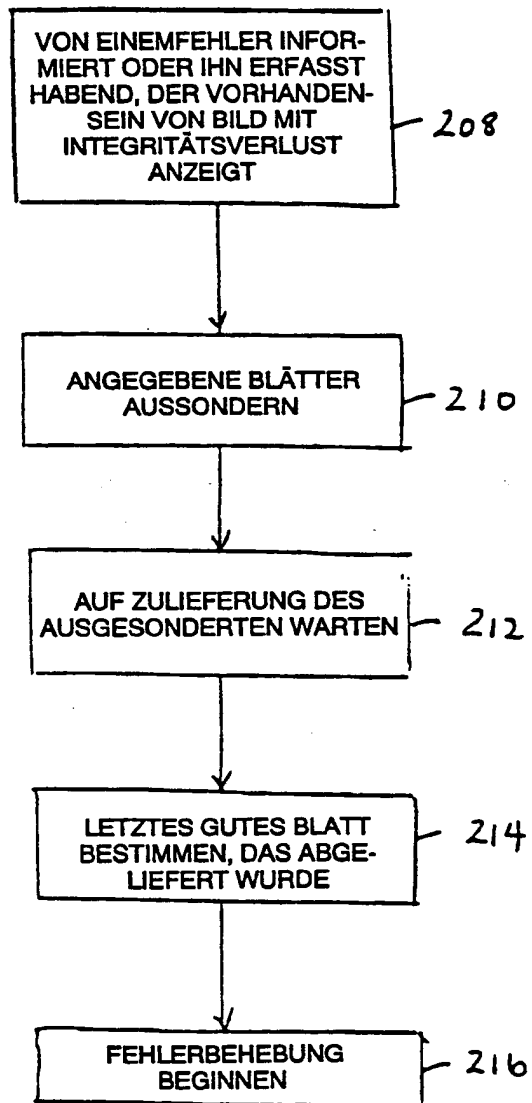 VON EINEMFEHLER INFOR-
MIERT ODER IHN ERFASST
HABEND, DER VORHANDEN-
SEIN VON BILD MIT
INTEGRITÄTSVERLUST
ANZEIGT
208
ANGEGEBENE BLÄTTER
AUSSONDERN
210
AUF ZULIEFERUNG DES
AUSGESONDERTEN WARTEN
212
LETZTES GUTES BLATT
BESTIMMEN, DAS ABGE-
LIEFERT WURDE
214
FEHLERBEHEBUNG
BEGINNEN
216